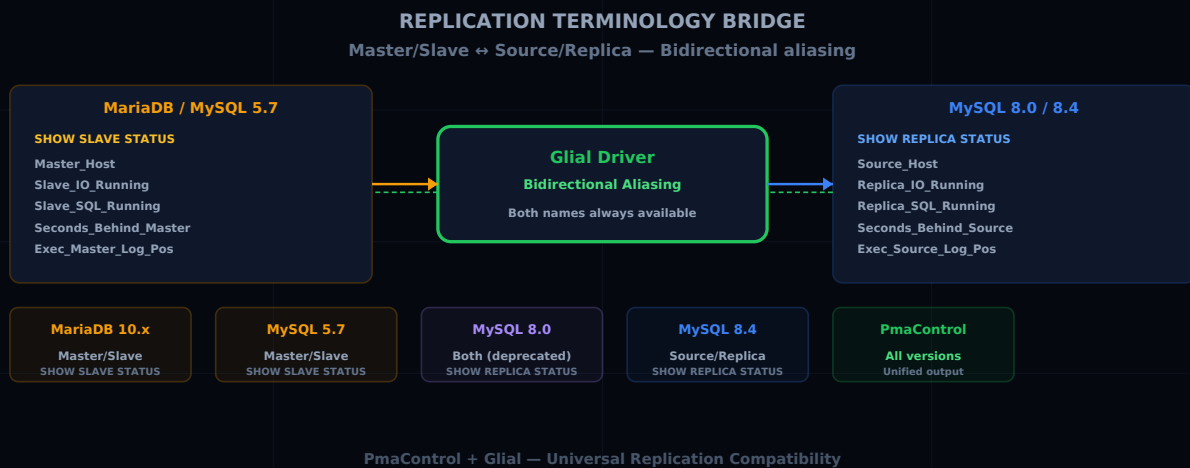 REPLICATION TERMINOLOGY BRIDGE
Master/Slave ↔ Source/Replica — Bidirectional aliasing
MariaDB / MySQL 5.7
SHOW SLAVE STATUS
Master_Host
Slave_IO_Running
Slave_SQL_Running
Seconds_Behind_Master
Exec_Master_Log_Pos
Glial Driver
Bidirectional Aliasing
Both names always available
MySQL 8.0 / 8.4
SHOW REPLICA STATUS
Source_Host
Replica_IO_Running
Replica_SQL_Running
Seconds_Behind_Source
Exec_Source_Log_Pos
MariaDB 10.x
Master/Slave
SHOW SLAVE STATUS
MySQL 5.7
Master/Slave
SHOW SLAVE STATUS
MySQL 8.0
Both (deprecated)
SHOW REPLICA STATUS
MySQL 8.4
Source/Replica
SHOW REPLICA STATUS
PmaControl
All versions
Unified output
PmaControl + Glial — Universal Replication Compatibility